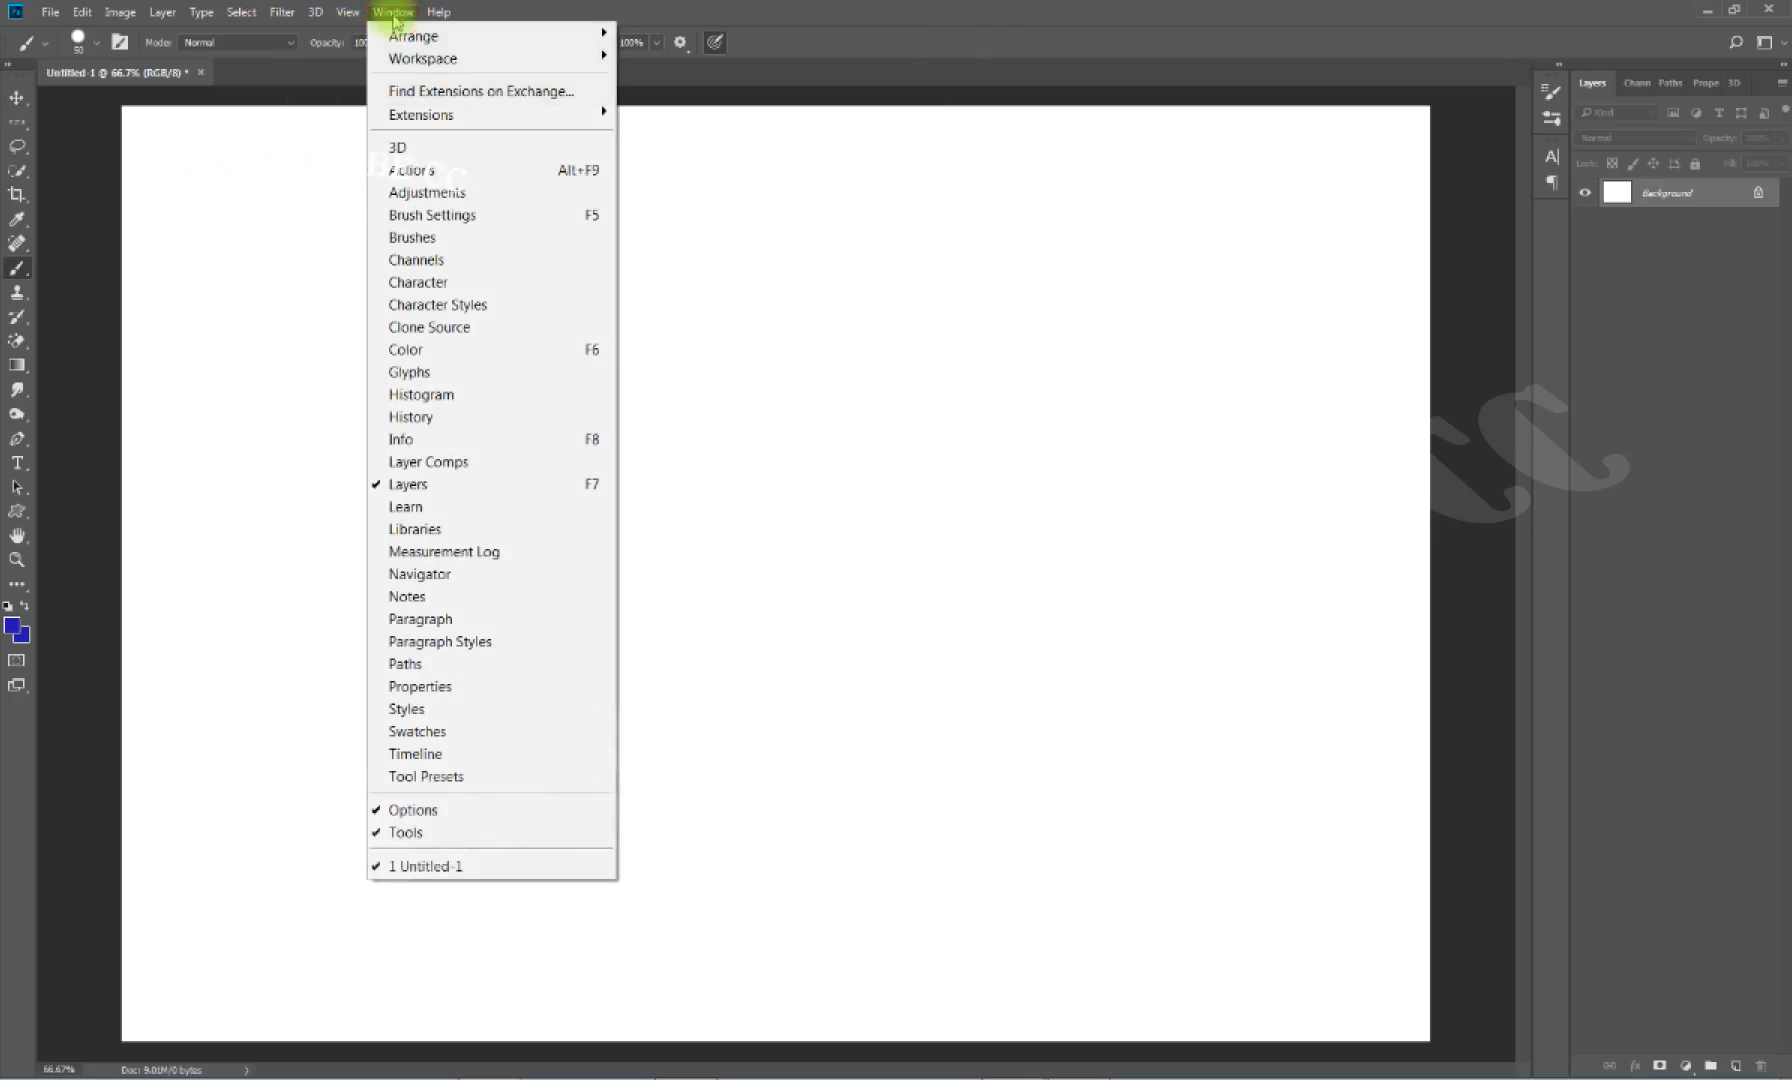 File Edit Image Layer Type Select Filter 3D View Window Help
50 Mode: Normal Opacity: 100 100%
Untitled-1 @ 66.7% (RGB/8) * ×
Arrange
Workspace
Find Extensions on Exchange...
Extensions
3D
Actions Alt+F9
Adjustments
Brush Settings F5
Brushes
Channels
Character
Character Styles
Clone Source
Color F6
Glyphs
Histogram
History
Info F8
Layer Comps
Layers F7
Learn
Libraries
Measurement Log
Navigator
Notes
Paragraph
Paragraph Styles
Paths
Properties
Styles
Swatches
Timeline
Tool Presets
Options
Tools
1 Untitled-1
Layers Chann Paths Prope 3D
Kind
Normal Opacity: 100%
Lock: Fill: 100%
Background
66.67% Doc: 9.01M/0 bytes